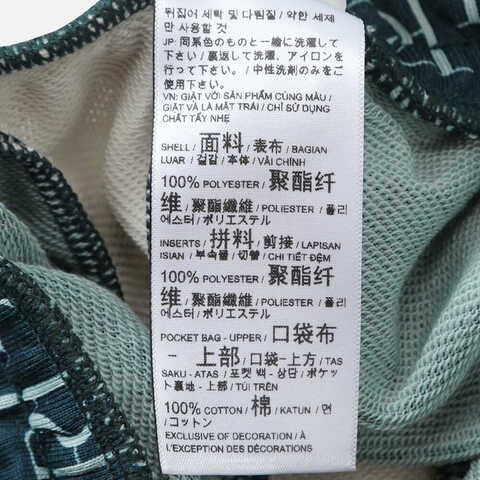 뒤집어 세탁 및 다림질 / 약한 세제
만 사용할 것
JP: 同系色のものと一緒に洗濯して
下さい / 裏返して洗濯、アイロンを
行って下さい。/ 中性洗剤のみをご
使用下さい
VN: GIẶT VỚI SẢN PHẨM CÙNG MÀU /
GIẶT VÀ LÀ MẶT TRÁI / CHỈ SỬ DỤNG
CHẤT TẨY NHẸ
SHELL / 面料 / 表布 / BAGIAN
LUAR / 겉감 / 本体 / VẢI CHÍNH
100% POLYESTER / 聚酯纤
维 / 聚酯纖維 / POLIESTER / 폴리
에스터 / ポリエステル
INSERTS / 拼料 / 剪接 / LAPISAN
ISIAN / 부속물 / 切替 / CHI TIẾT ĐỆM
100% POLYESTER / 聚酯纤
维 / 聚酯纖維 / POLIESTER / 폴리
에스터 / ポリエステル
POCKET BAG - UPPER / 口袋布
- 上部 / 口袋 - 上方 / TAS
SAKU - ATAS / 포켓 백 - 상단 / ポケッ
ト裏地 - 上部 / TÚI TRÊN
100% COTTON / 棉 / KATUN / 면
/ コットン
EXCLUSIVE OF DECORATION / À
L'EXCEPTION DES DÉCORATIONS